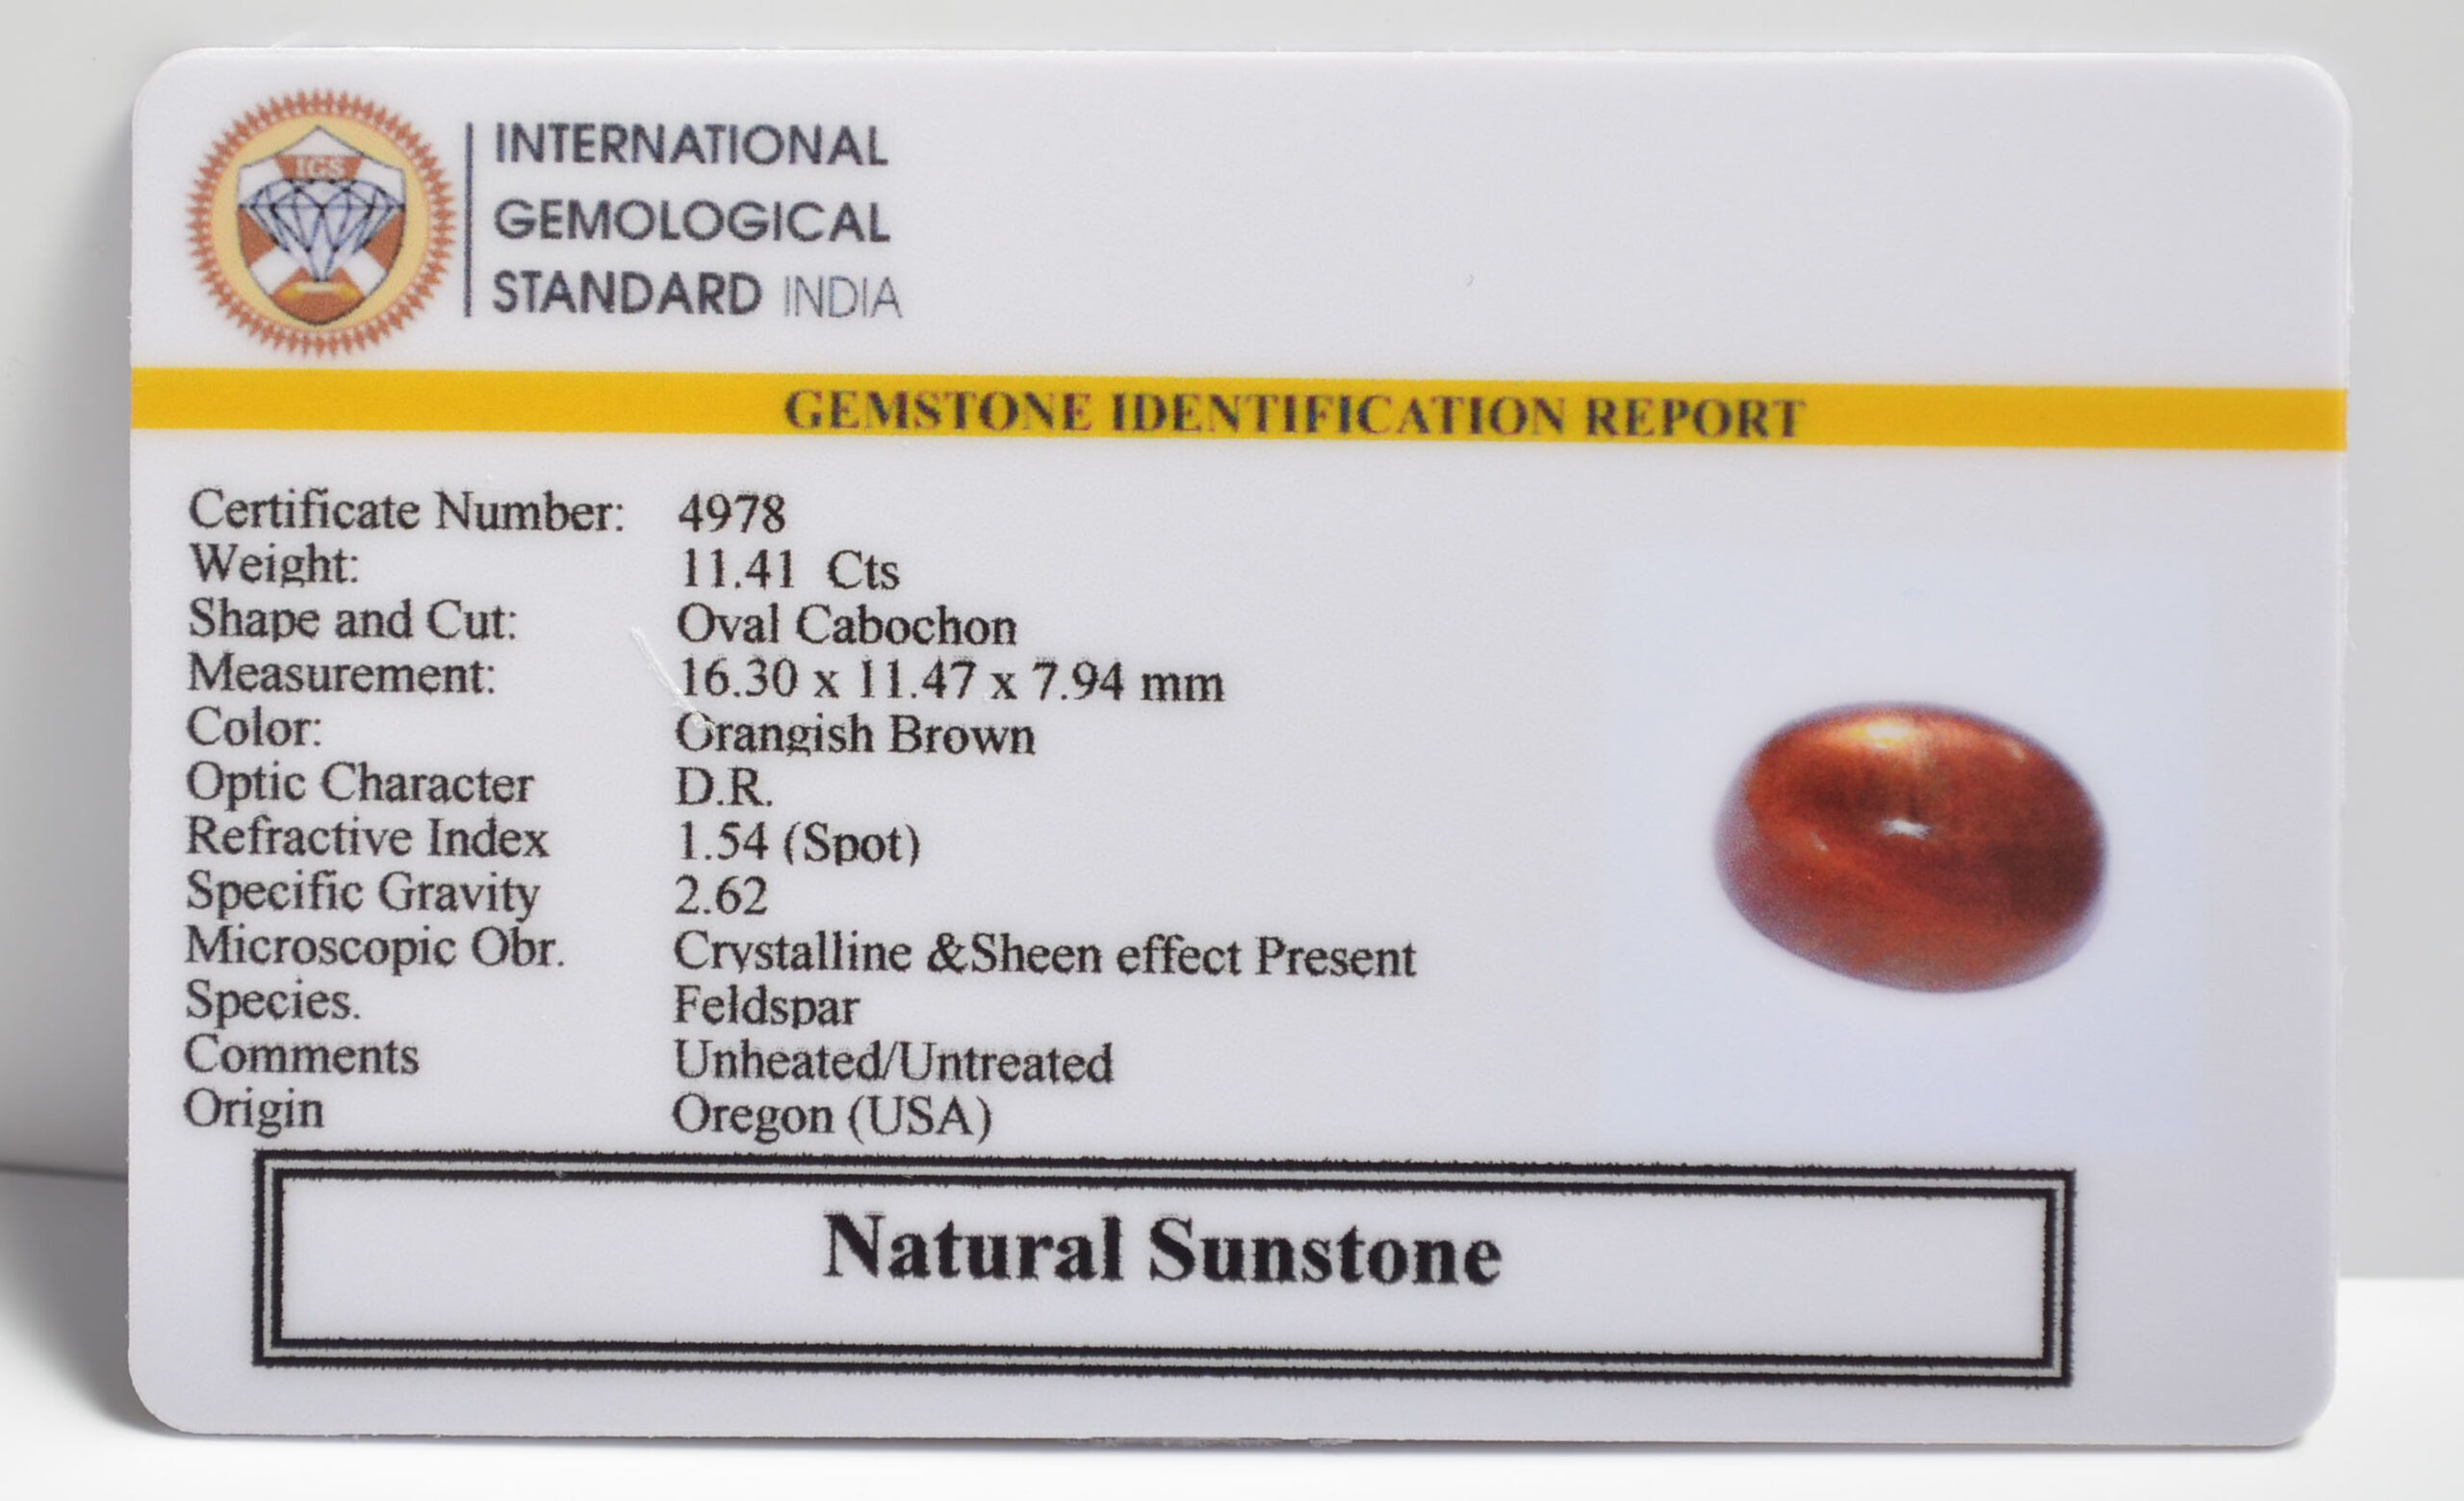 IGS
INTERNATIONAL
GEMOLOGICAL
STANDARD INDIA
GEMSTONE IDENTIFICATION REPORT
Certificate Number: 4978
Weight: 11.41 Cts
Shape and Cut: Oval Cabochon
Measurement: 16.30 x 11.47 x 7.94 mm
Color: Orangish Brown
Optic Character D.R.
Refractive Index 1.54 (Spot)
Specific Gravity 2.62
Microscopic Obr. Crystalline &Sheen effect Present
Species. Feldspar
Comments Unheated/Untreated
Origin Oregon (USA)
Natural Sunstone